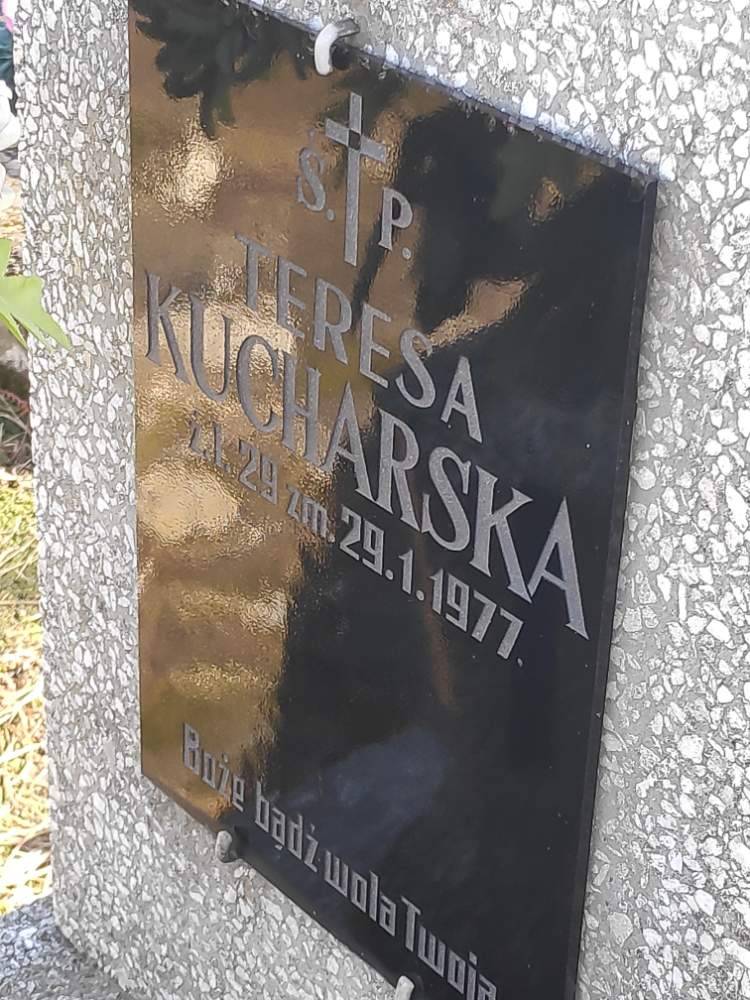 Ś. P.
TERESA
KUCHARSKA
ż.l. 29 zm. 29.1.1977.
Boże bądź wola Twoja